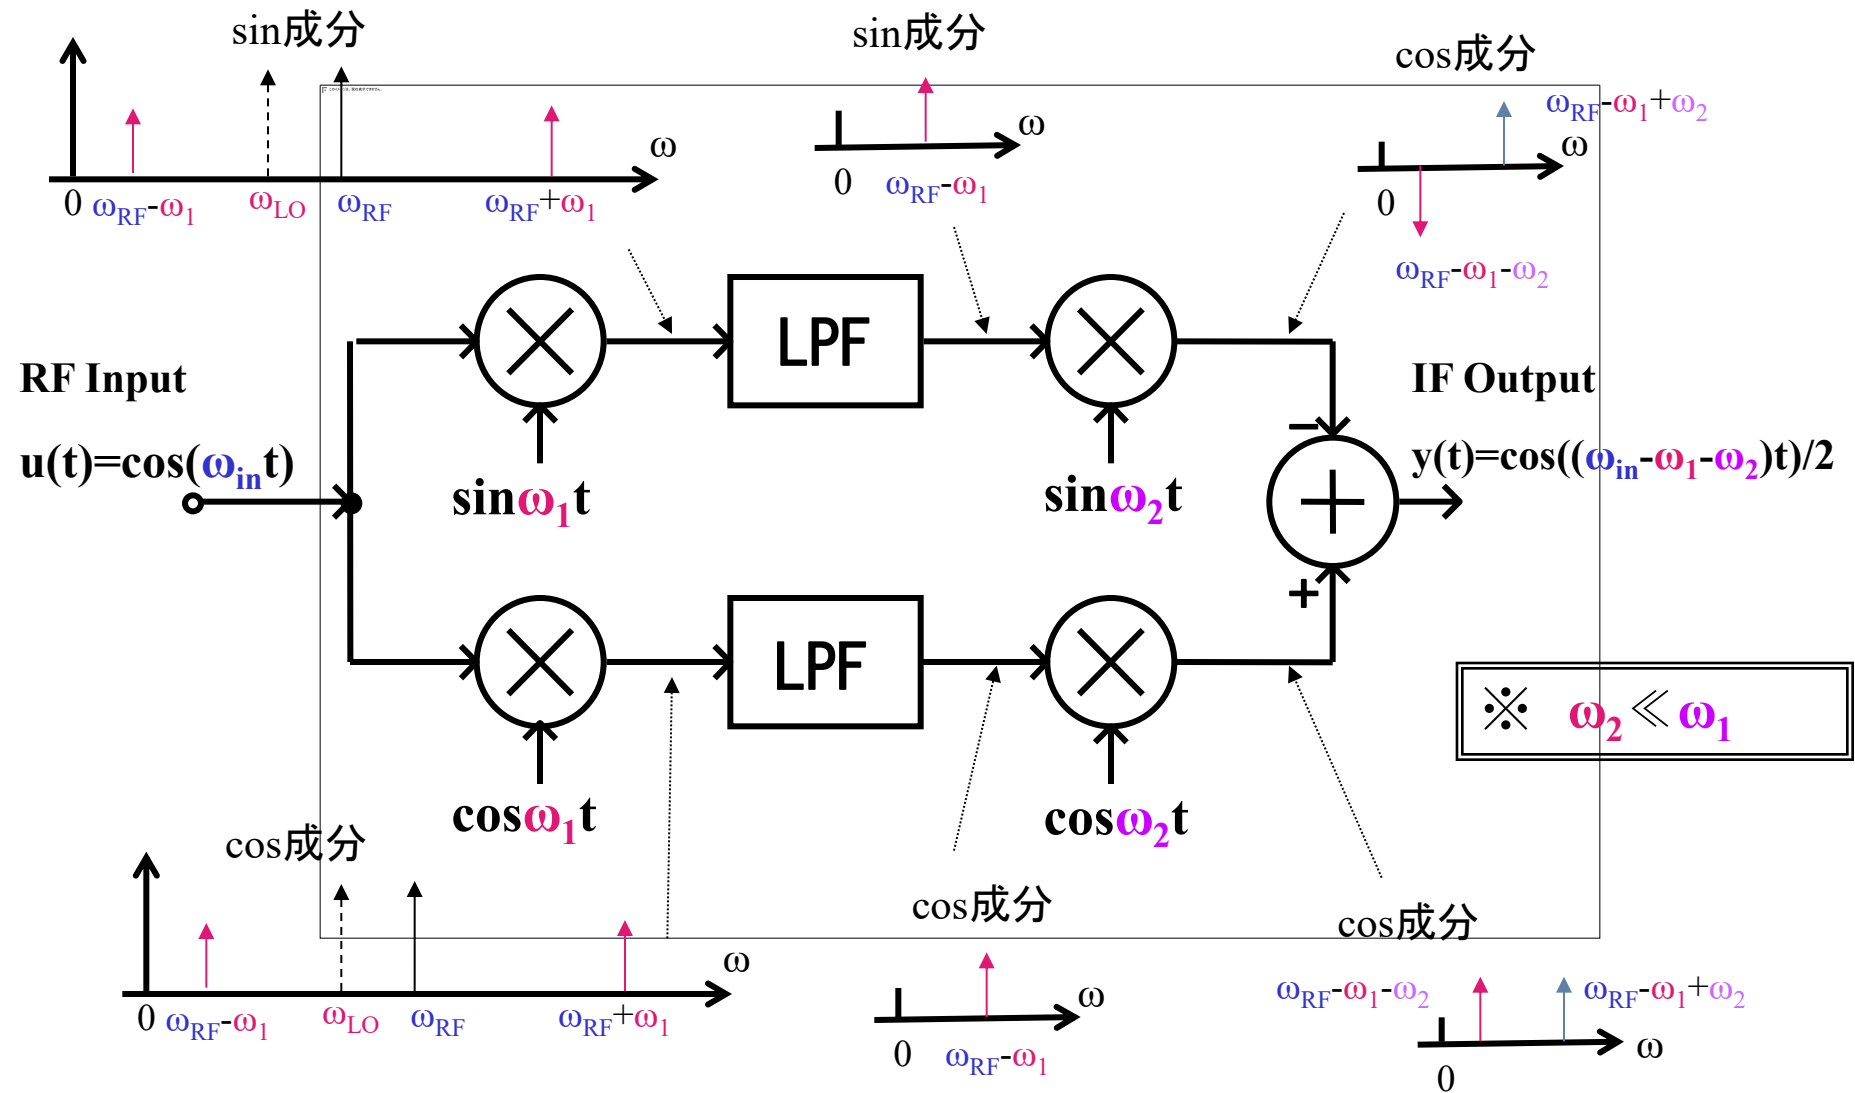 sin成分
sin成分
cos成分
ω
0 ωRF-ω1 ωLO ωRF ωRF+ω1
ω
0 ωRF-ω1
ωRF-ω1+ω2
ω
0
ωRF-ω1-ω2
LPF
RF Input
u(t)=cos(ωint)
sinω1t
sinω2t
IF Output
y(t)=cos((ωin-ω1-ω2)t)/2
−
+
+
LPF
※ ω2≪ω1
cosω1t
cosω2t
cos成分
cos成分
cos成分
ω
0 ωRF-ω1 ωLO ωRF ωRF+ω1
ω
0 ωRF-ω1
ωRF-ω1-ω2 ωRF-ω1+ω2
ω
0